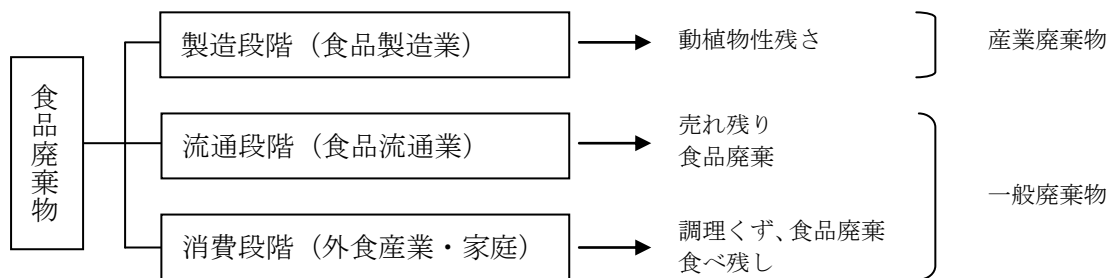 食品廃棄物
製造段階（食品製造業）
動植物性残さ
産業廃棄物
流通段階（食品流通業）
売れ残り
食品廃棄
一般廃棄物
消費段階（外食産業・家庭）
調理くず、食品廃棄
食べ残し